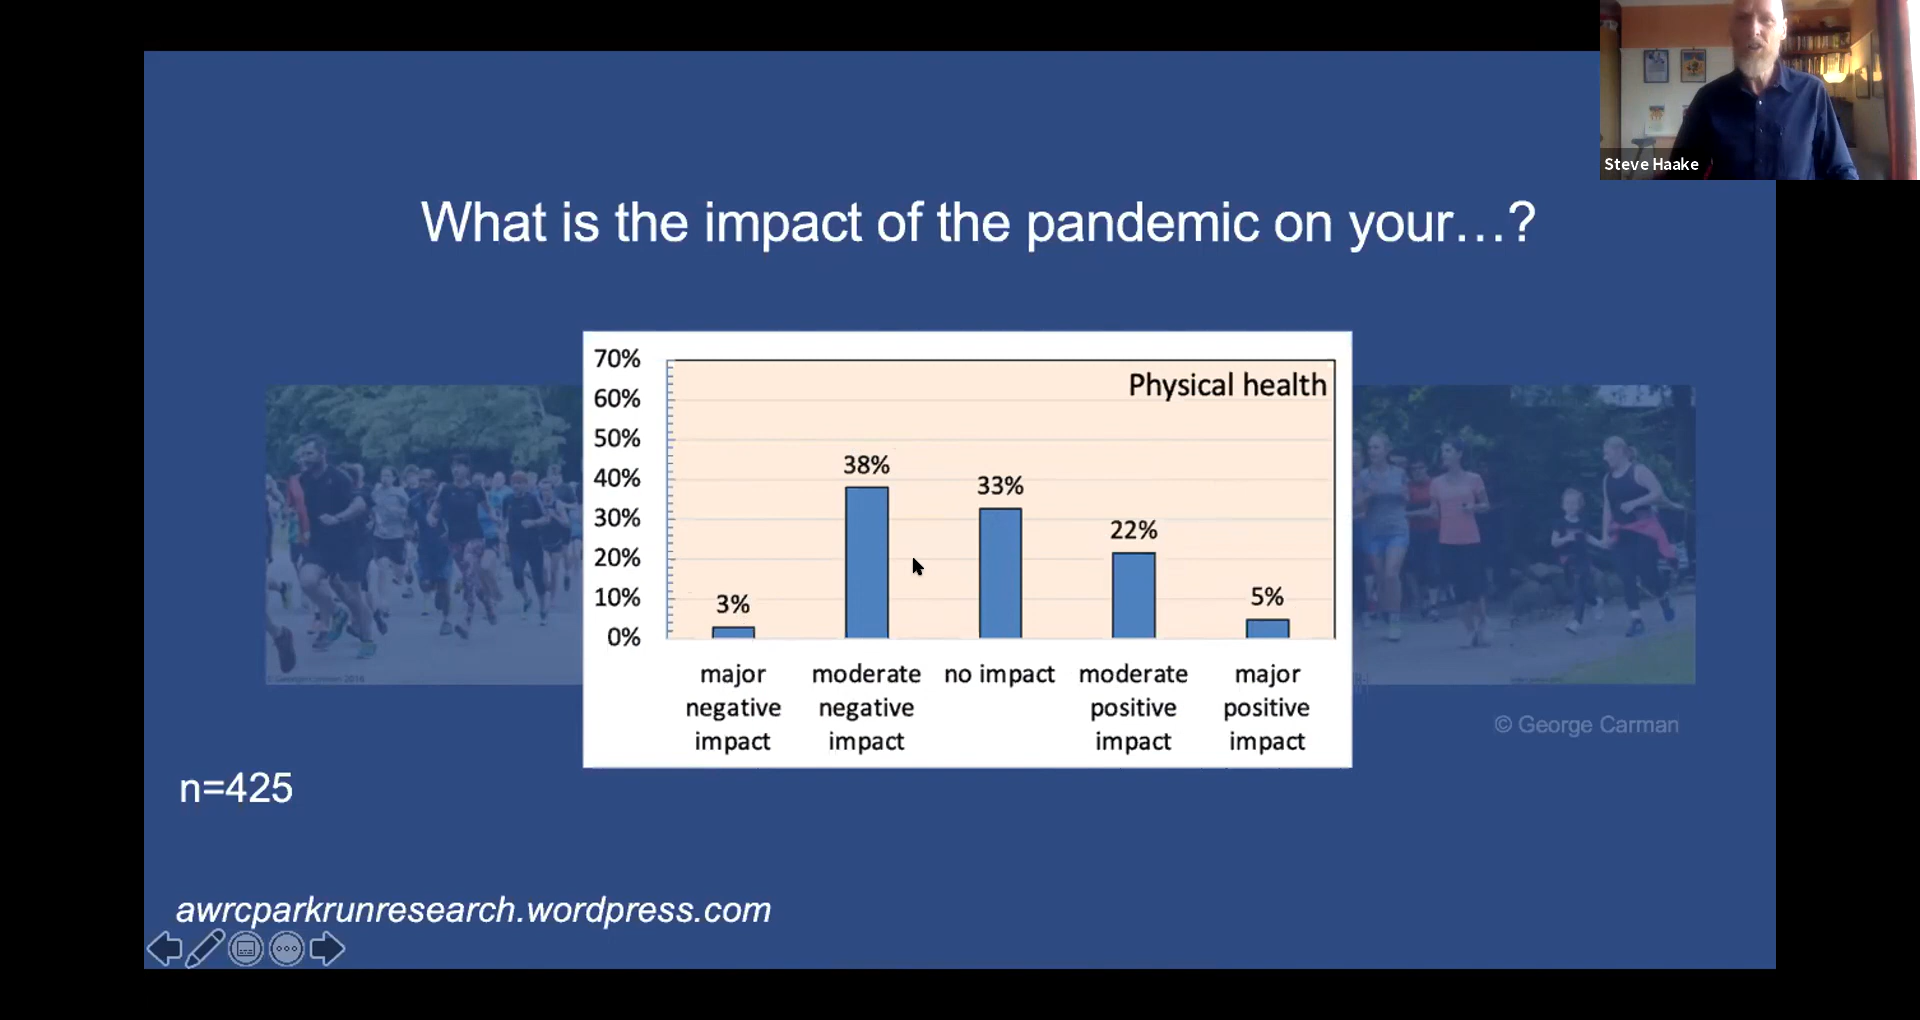 Steve Haake
What is the impact of the pandemic on your…?
70%
60%
50%
40%
30%
20%
10%
0%
Physical health
3%
38%
33%
22%
5%
major negative impact
moderate negative impact
no impact
moderate positive impact
major positive impact
© George Carman
n=425
awrcparkrunresearch.wordpress.com